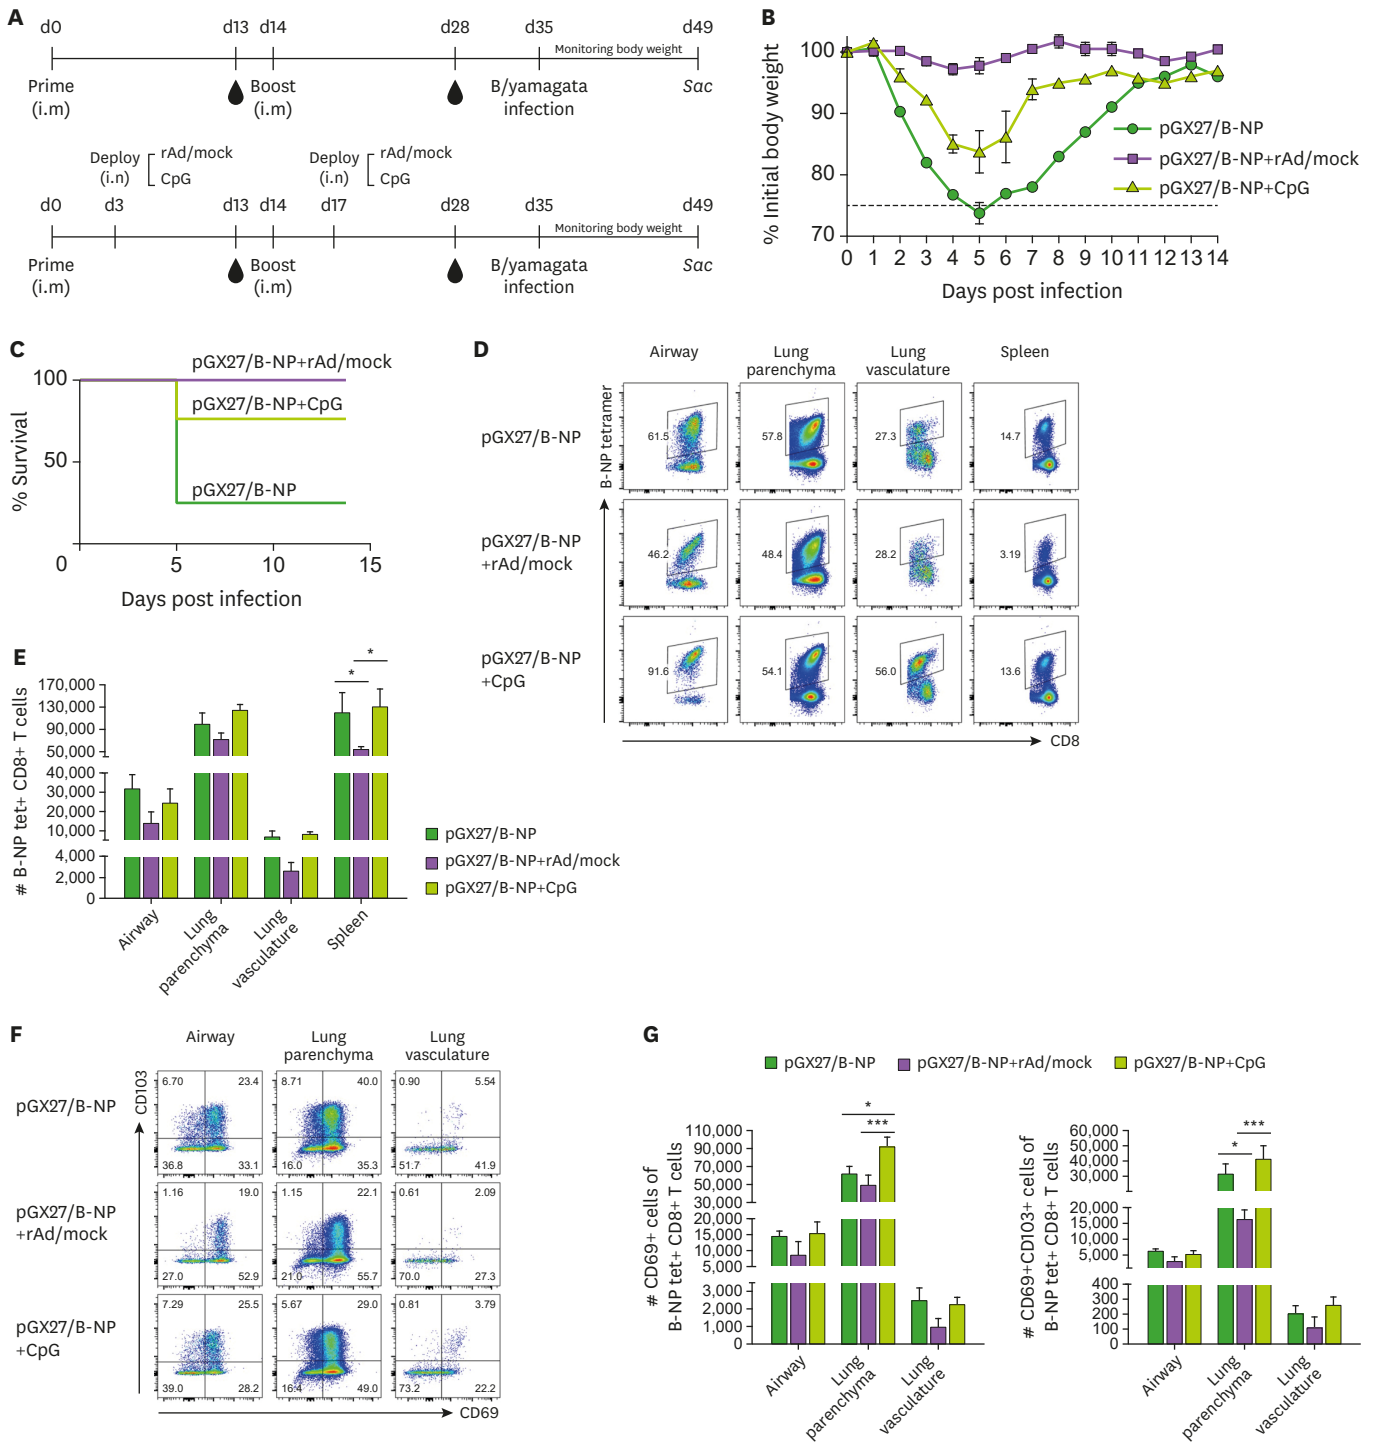 A
d0 d13 d14 d28 d35 d49
Monitoring body weight
Prime (i.m)
Boost (i.m)
B/yamagata infection
Sac
Deploy (i.n)
rAd/mock
CpG
Deploy (i.n)
rAd/mock
CpG
d0 d3 d13 d14 d17 d28 d35 d49
Monitoring body weight
Prime (i.m)
Boost (i.m)
B/yamagata infection
Sac
B
% Initial body weight
100
90
80
70
0 1 2 3 4 5 6 7 8 9 10 11 12 13 14
Days post infection
pGX27/B-NP
pGX27/B-NP+rAd/mock
pGX27/B-NP+CpG
C
% Survival
100
50
0 5 10 15
Days post infection
pGX27/B-NP+rAd/mock
pGX27/B-NP+CpG
pGX27/B-NP
D
Airway
Lung parenchyma
Lung vasculature
Spleen
B-NP tetramer
pGX27/B-NP
61.5 57.8 27.3 14.7
pGX27/B-NP
+rAd/mock
46.2 48.4 28.2 3.19
pGX27/B-NP
+CpG
91.6 54.1 56.0 13.6
CD8
E
# B-NP tet+ CD8+ T cells
170,000
130,000
90,000
50,000
40,000
30,000
20,000
10,000
4,000
2,000
0
*
*
Airway
Lung parenchyma
Lung vasculature
Spleen
pGX27/B-NP
pGX27/B-NP+rAd/mock
pGX27/B-NP+CpG
F
Airway
Lung parenchyma
Lung vasculature
CD103
pGX27/B-NP
6.70 23.4 8.71 40.0 0.90 5.54
36.8 33.1 16.0 35.3 51.7 41.9
pGX27/B-NP
+rAd/mock
1.16 19.0 1.15 22.1 0.61 2.09
27.0 52.9 21.0 55.7 70.0 27.3
pGX27/B-NP
+CpG
7.29 25.5 5.67 29.0 0.81 3.79
39.0 28.2 16.4 49.0 73.2 22.2
CD69
G
pGX27/B-NP
pGX27/B-NP+rAd/mock
pGX27/B-NP+CpG
# CD69+ cells of
B-NP tet+ CD8+ T cells
110,000
90,000
70,000
50,000
30,000
20,000
15,000
10,000
5,000
3,000
2,000
1,000
0
*
***
Airway
Lung parenchyma
Lung vasculature
# CD69+CD103+ cells of
B-NP tet+ CD8+ T cells
60,000
50,000
40,000
30,000
20,000
15,000
10,000
5,000
400
300
200
100
0
***
*
Airway
Lung parenchyma
Lung vasculature